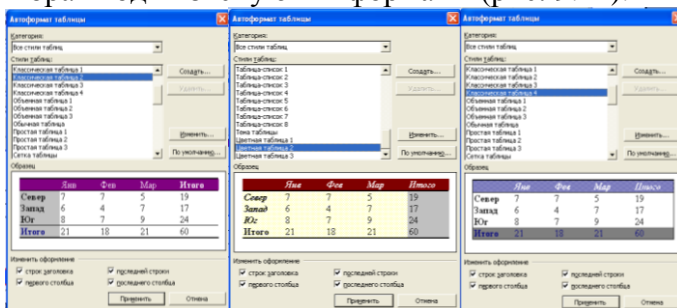 Автоформат таблицы
Категория:
Все стили таблиц
Стили таблиц:
Классическая таблица 1
Классическая таблица 2
Классическая таблица 3
Классическая таблица 4
Объемная таблица 1
Объемная таблица 2
Объемная таблица 3
Обычная таблица
Простая таблица 1
Простая таблица 2
Простая таблица 3
Сетка таблицы
Создать...
Удалить...
Изменить...
По умолчанию...
Образец
Янв Фев Мар Итого
Север 7 7 5 19
Запад 6 4 7 17
Юг 8 7 9 24
Итого 21 18 21 60
Изменить оформление
строк заголовка
последней строки
первого столбца
последнего столбца
Применить
Отмена
Автоформат таблицы
Категория:
Все стили таблиц
Стили таблиц:
Таблица-список 1
Таблица-список 2
Таблица-список 3
Таблица-список 4
Таблица-список 5
Таблица-список 6
Таблица-список 7
Таблица-список 8
Тема таблицы
Цветная таблица 1
Цветная таблица 2
Цветная таблица 3
Создать...
Удалить...
Изменить...
По умолчанию...
Образец
Янв Фев Мар Итого
Север 7 7 5 19
Запад 6 4 7 17
Юг 8 7 9 24
Итого 21 18 21 60
Изменить оформление
строк заголовка
последней строки
первого столбца
последнего столбца
Применить
Отмена
Автоформат таблицы
Категория:
Все стили таблиц
Стили таблиц:
Классическая таблица 1
Классическая таблица 2
Классическая таблица 3
Классическая таблица 4
Объемная таблица 1
Объемная таблица 2
Объемная таблица 3
Обычная таблица
Простая таблица 1
Простая таблица 2
Простая таблица 3
Сетка таблицы
Создать...
Удалить...
Изменить...
По умолчанию...
Образец
Янв Фев Мар Итого
Север 7 7 5 19
Запад 6 4 7 17
Юг 8 7 9 24
Итого 21 18 21 60
Изменить оформление
строк заголовка
последней строки
первого столбца
последнего столбца
Применить
Отмена